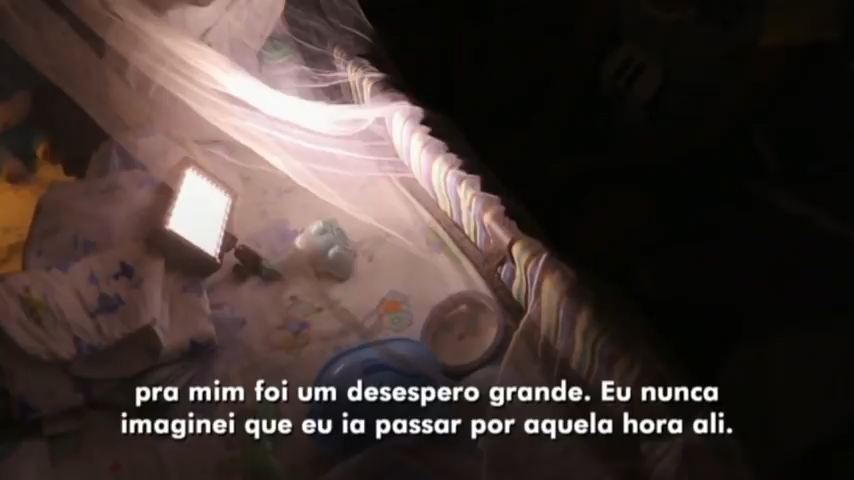 pra mim foi um desespero grande. Eu nunca
imaginei que eu ia passar por aquela hora ali.